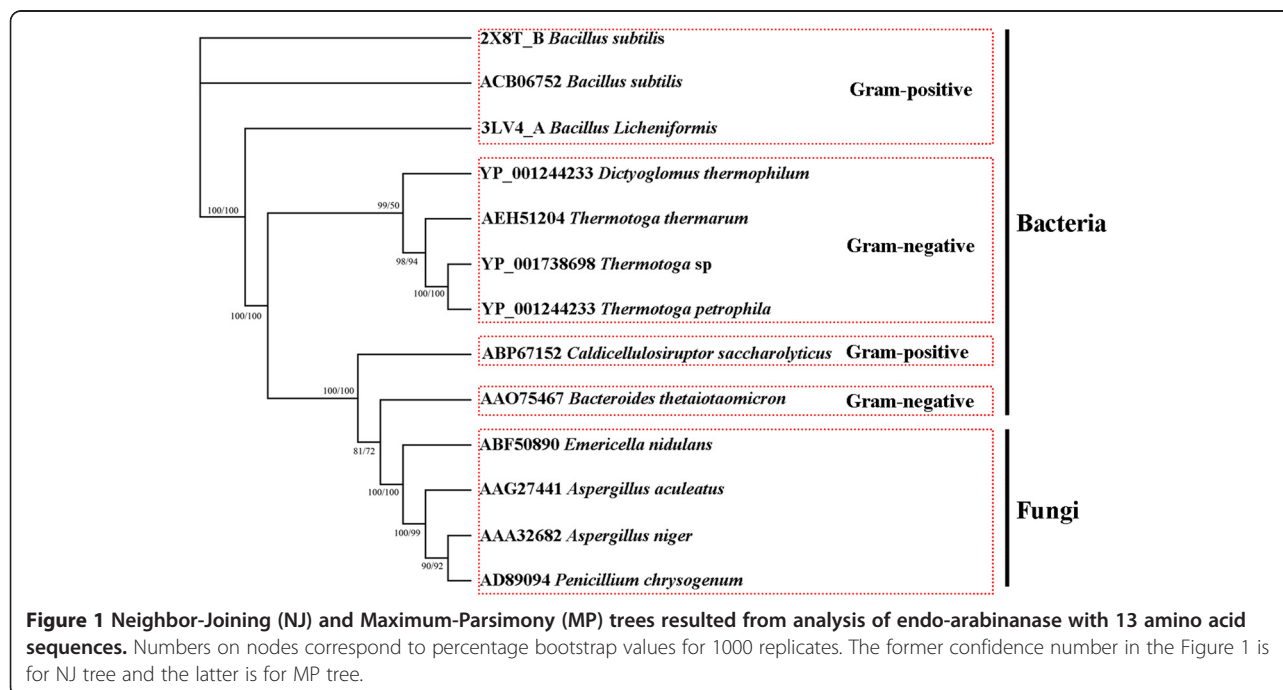 2X8T_B Bacillus subtilis
ACB06752 Bacillus subtilis
Gram-positive
3LV4_A Bacillus Licheniformis
100/100
YP_001244233 Dictyoglomus thermophilum
99/50
AEH51204 Thermotoga thermarum
Bacteria
Gram-negative
98/94
YP_001738698 Thermotoga sp
100/100
YP_001244233 Thermotoga petrophila
100/100
ABP67152 Caldicellulosiruptor saccharolyticus
Gram-positive
100/100
AAO75467 Bacteroides thetaiotaomicron
Gram-negative
81/72
ABF50890 Emericella nidulans
100/100
AAG27441 Aspergillus aculeatus
Fungi
100/99
AAA32682 Aspergillus niger
90/92
AD89094 Penicillium chrysogenum
Figure 1 Neighbor-Joining (NJ) and Maximum-Parsimony (MP) trees resulted from analysis of endo-arabinanase with 13 amino acid
sequences. Numbers on nodes correspond to percentage bootstrap values for 1000 replicates. The former confidence number in the Figure 1 is
for NJ tree and the latter is for MP tree.